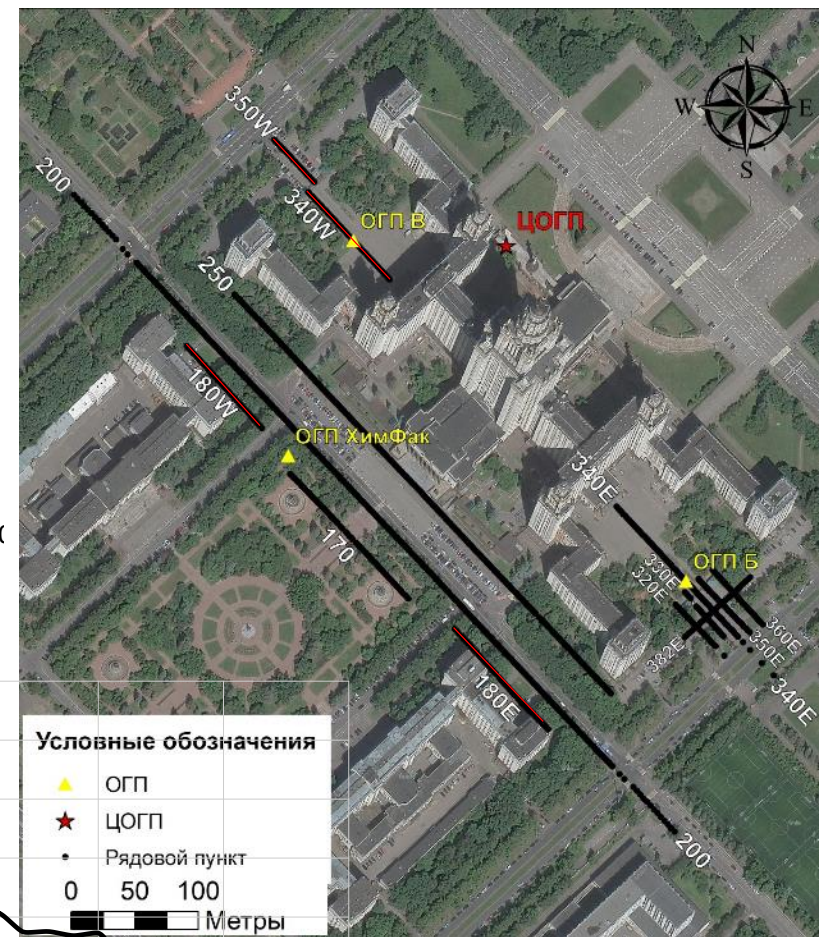 N
W E
S
350W
200
340W
ОГП В
ЦОГП
250
180W
ОГП ХимФак
340E
170
ОГП Б
330E
320E
360E
350E
382E
340E
180E
200
Условные обозначения
ОГП
ЦОГП
Рядовой пункт
0 50 100
Метры